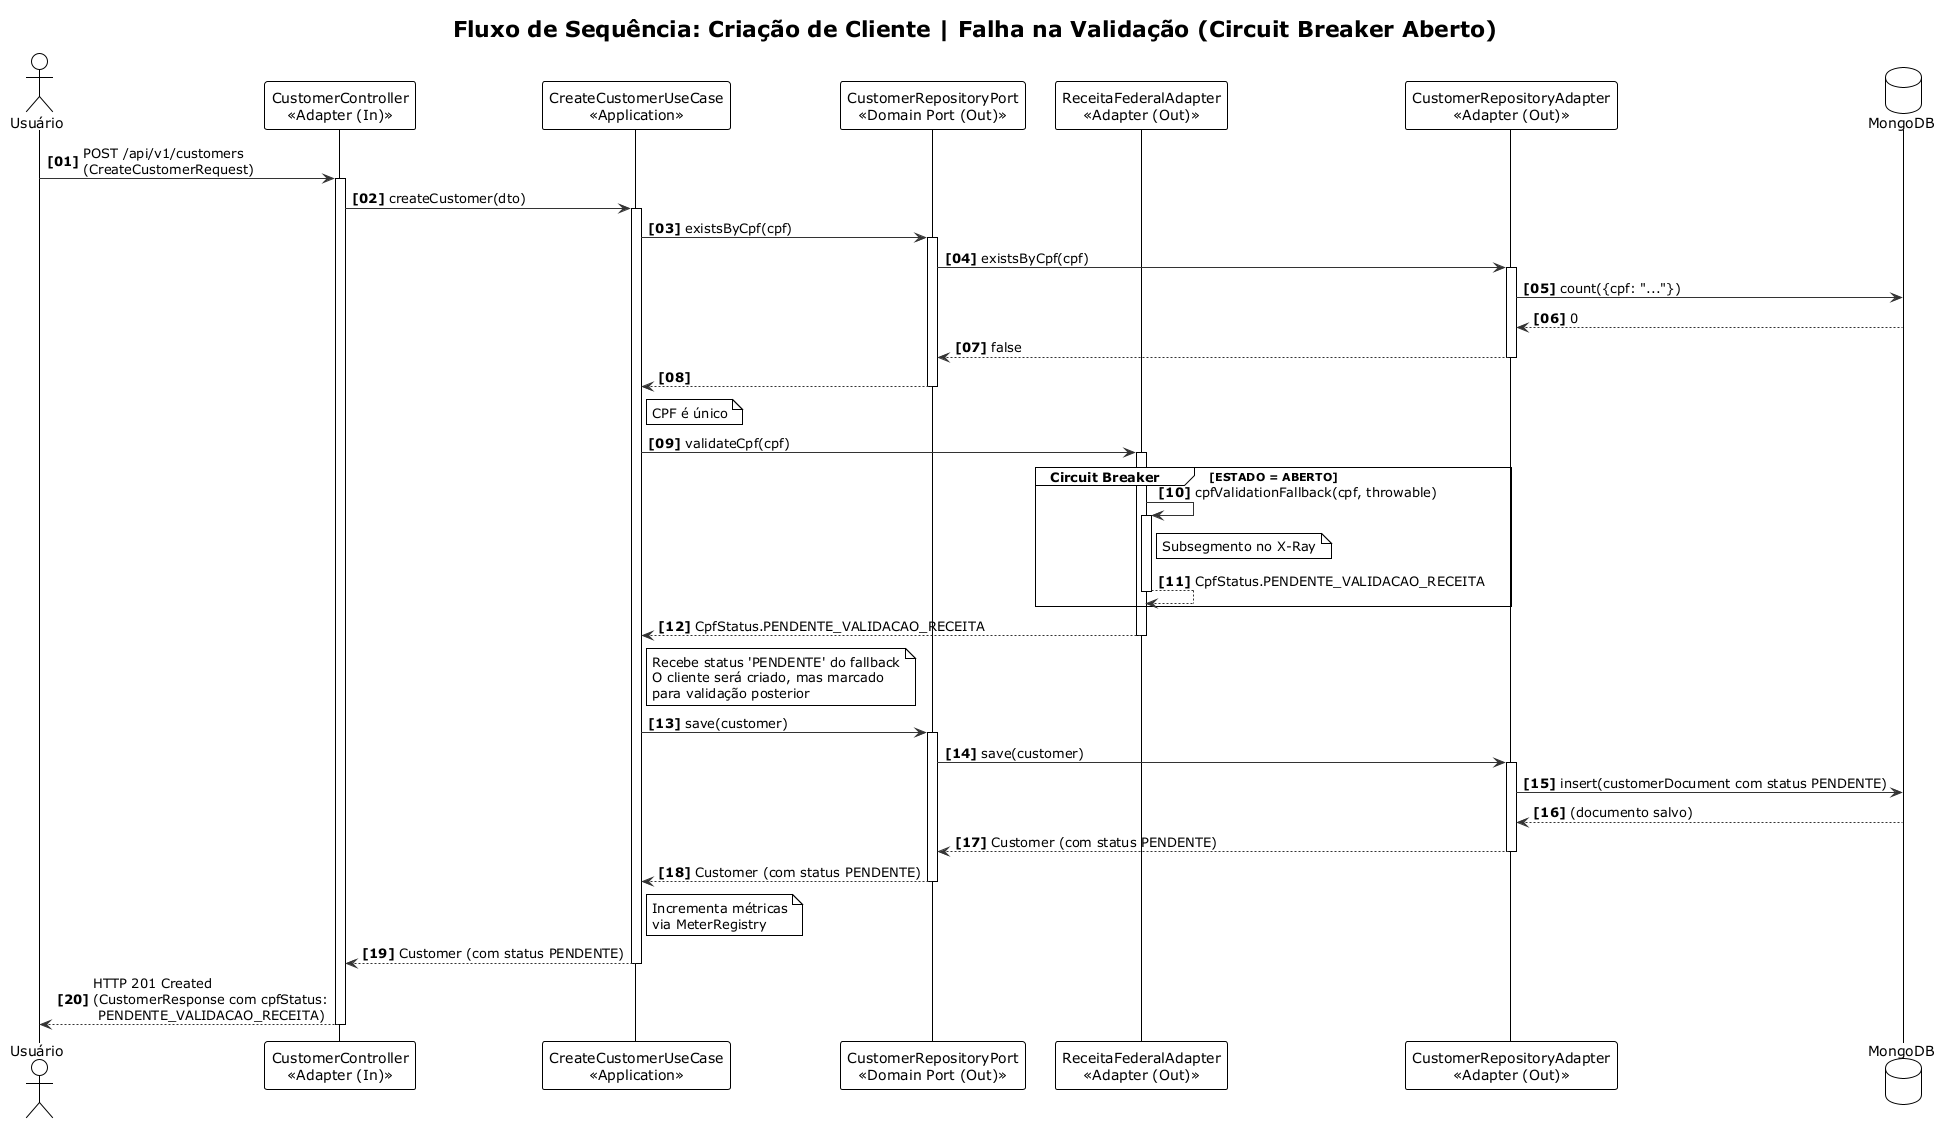 Fluxo de Sequência: Criação de Cliente | Falha na Validação (Circuit Breaker Aberto)
Usuário
CustomerController
«Adapter (In)»
CreateCustomerUseCase
«Application»
CustomerRepositoryPort
«Domain Port (Out)»
ReceitaFederalAdapter
«Adapter (Out)»
CustomerRepositoryAdapter
«Adapter (Out)»
MongoDB
[01] POST /api/v1/customers
(CreateCustomerRequest)
[02] createCustomer(dto)
[03] existsByCpf(cpf)
[04] existsByCpf(cpf)
[05] count({cpf: "..."})
[06] 0
[07] false
[08]
CPF é único
[09] validateCpf(cpf)
Circuit Breaker [ESTADO = ABERTO]
[10] cpfValidationFallback(cpf, throwable)
Subsegmento no X-Ray
[11] CpfStatus.PENDENTE_VALIDACAO_RECEITA
[12] CpfStatus.PENDENTE_VALIDACAO_RECEITA
Recebe status 'PENDENTE' do fallback
O cliente será criado, mas marcado
para validação posterior
[13] save(customer)
[14] save(customer)
[15] insert(customerDocument com status PENDENTE)
[16] (documento salvo)
[17] Customer (com status PENDENTE)
[18] Customer (com status PENDENTE)
Incrementa métricas
via MeterRegistry
[19] Customer (com status PENDENTE)
HTTP 201 Created
[20] (CustomerResponse com cpfStatus:
PENDENTE_VALIDACAO_RECEITA)
Usuário
CustomerController
«Adapter (In)»
CreateCustomerUseCase
«Application»
CustomerRepositoryPort
«Domain Port (Out)»
ReceitaFederalAdapter
«Adapter (Out)»
CustomerRepositoryAdapter
«Adapter (Out)»
MongoDB